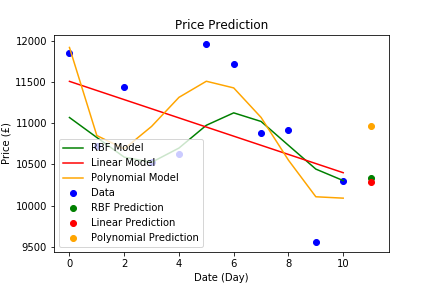 Price Prediction
12000
11500
11000
10500
10000
9500
Price (£)
RBF Model
Linear Model
Polynomial Model
Data
RBF Prediction
Linear Prediction
Polynomial Prediction
0
2
4
6
8
10
Date (Day)